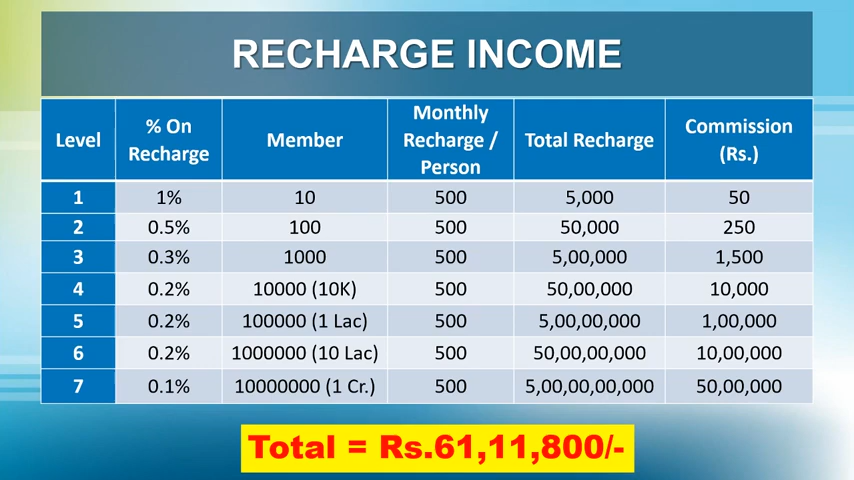 RECHARGE INCOME
Level | % On Recharge | Member | Monthly Recharge / Person | Total Recharge | Commission (Rs.)
1 | 1% | 10 | 500 | 5,000 | 50
2 | 0.5% | 100 | 500 | 50,000 | 250
3 | 0.3% | 1000 | 500 | 5,00,000 | 1,500
4 | 0.2% | 10000 (10K) | 500 | 50,00,000 | 10,000
5 | 0.2% | 100000 (1 Lac) | 500 | 5,00,00,000 | 1,00,000
6 | 0.2% | 1000000 (10 Lac) | 500 | 50,00,00,000 | 10,00,000
7 | 0.1% | 10000000 (1 Cr.) | 500 | 5,00,00,00,000 | 50,00,000
Total = Rs.61,11,800/-